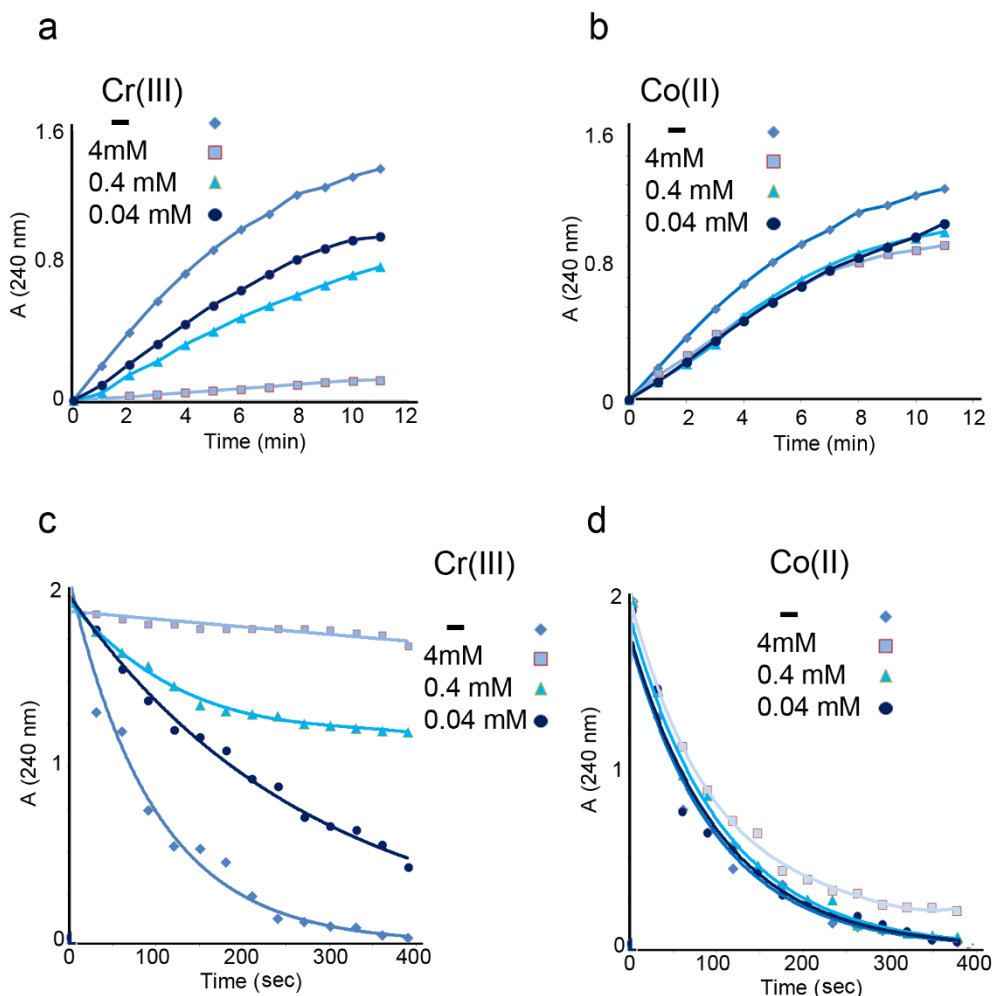 a
Cr(III)
–
4mM
0.4 mM
0.04 mM
1.6
0.8
0
A (240 nm)
0 2 4 6 8 10 12
Time (min)
b
Co(II)
–
4mM
0.4 mM
0.04 mM
1.6
0.8
0
A (240 nm)
0 2 4 6 8 10 12
Time (min)
c
Cr(III)
–
4mM
0.4 mM
0.04 mM
2
1
0
A (240 nm)
0 100 200 300 400
Time (sec)
d
Co(II)
–
4mM
0.4 mM
0.04 mM
2
1
0
A (240 nm)
0 100 200 300 400
Time (sec)